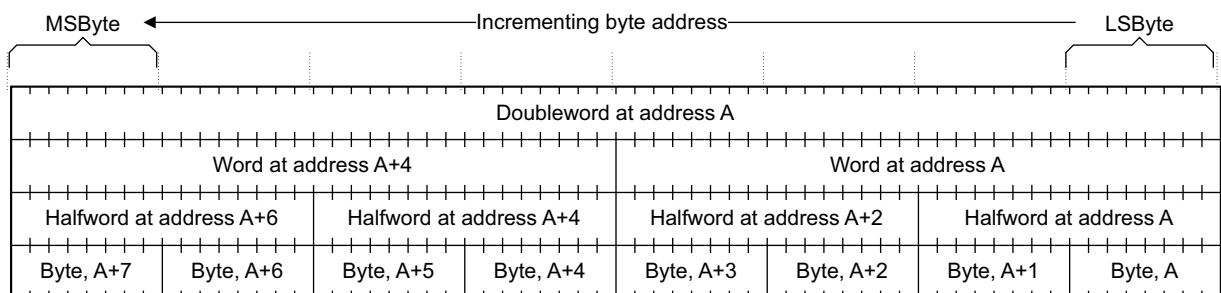 MSByte Incrementing byte address LSByte
Doubleword at address A
Word at address A+4 Word at address A
Halfword at address A+6 Halfword at address A+4 Halfword at address A+2 Halfword at address A
Byte, A+7 Byte, A+6 Byte, A+5 Byte, A+4 Byte, A+3 Byte, A+2 Byte, A+1 Byte, A